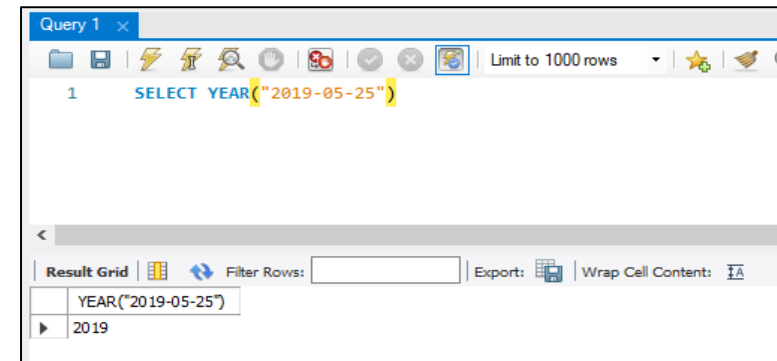 Query 1
Limit to 1000 rows
1 SELECT YEAR("2019-05-25")
Result Grid Filter Rows: Export: Wrap Cell Content: IA
YEAR("2019-05-25")
2019